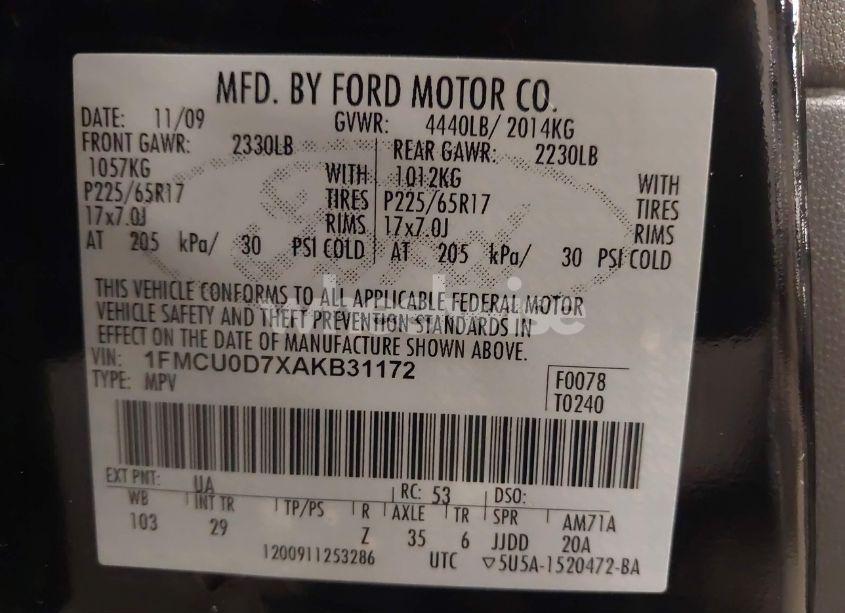 MFD. BY FORD MOTOR CO.
DATE: 11/09 GVWR: 4440LB/ 2014KG
FRONT GAWR: 2330LB REAR GAWR: 2230LB
1057KG WITH 1012KG WITH
P225/65R17 TIRES P225/65R17 TIRES
17x7.0J RIMS 17x7.0J RIMS
AT 205 kPa/ 30 PSI COLD AT 205 kPa/ 30 PSI COLD
THIS VEHICLE CONFORMS TO ALL APPLICABLE FEDERAL MOTOR
VEHICLE SAFETY AND THEFT PREVENTION STANDARDS IN
EFFECT ON THE DATE OF MANUFACTURE SHOWN ABOVE.
VIN: 1FMCU0D7XAKB31172
TYPE: MPV
F0078
T0240
EXT PNT: UA RC: 53 DSO:
WB INT TR TP/PS R AXLE TR SPR AM71A
103 29 Z 35 6 JJDD 20A
1200911253286 UTC ▽5U5A-1520472-BA